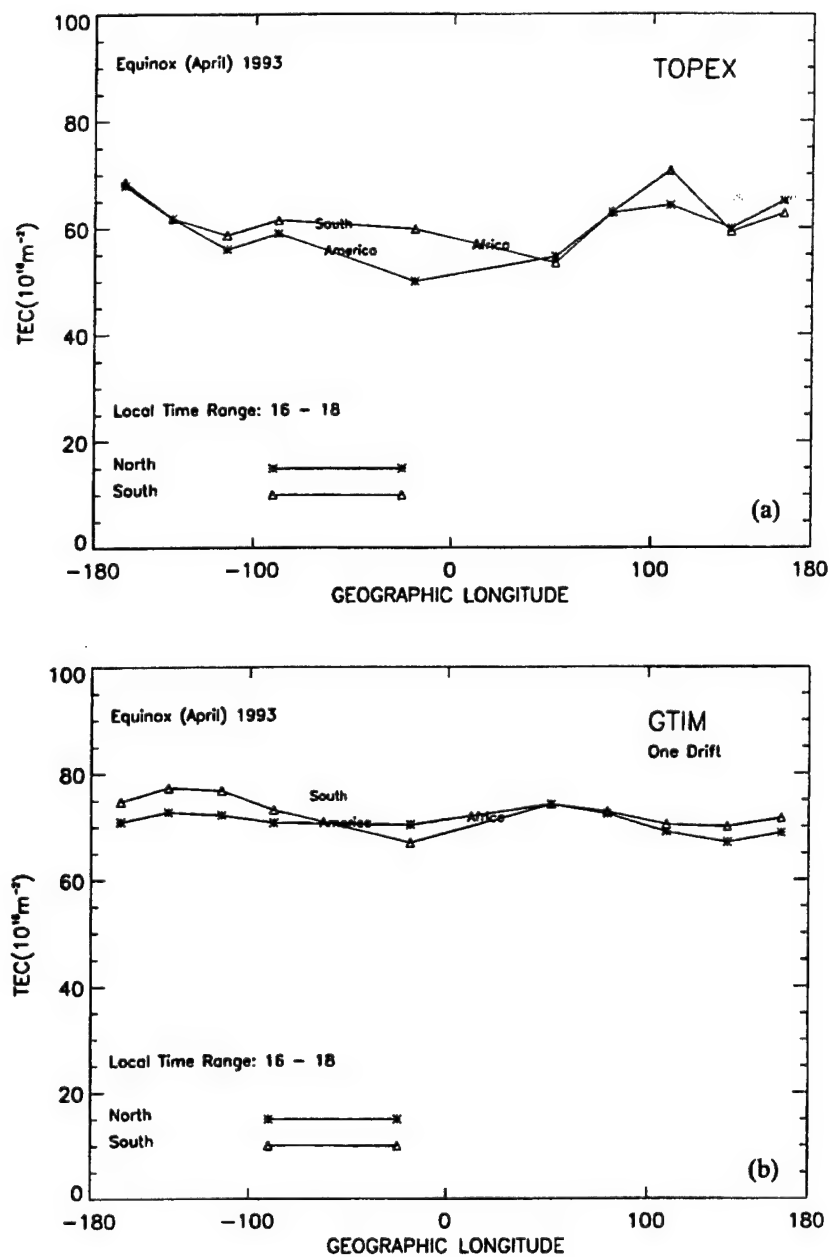 100
80
60
40
20
0
TEC(10¹⁶m⁻²)
Equinox (April) 1993
TOPEX
South
America
Africa
Local Time Range: 16 - 18
North
South
(a)
-180
-100
0
100
180
GEOGRAPHIC LONGITUDE
100
80
60
40
20
0
TEC(10¹⁶m⁻²)
Equinox (April) 1993
GTIM
One Drift
South
America
Africa
Local Time Range: 16 - 18
North
South
(b)
-180
-100
0
100
180
GEOGRAPHIC LONGITUDE